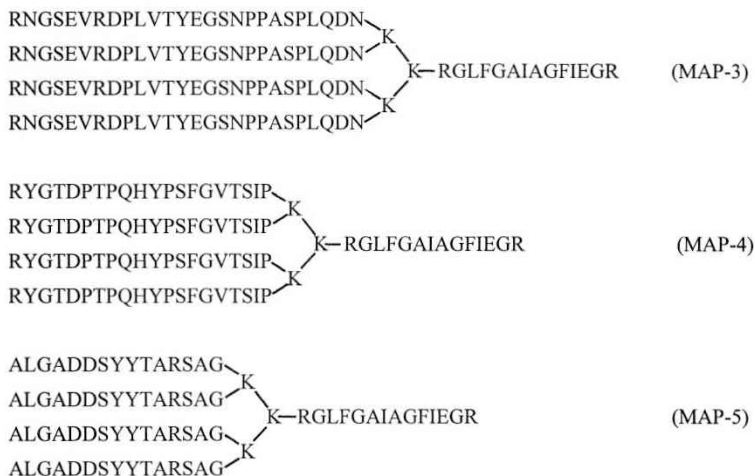 RNGSEVRDPLVTYEGSNPPASPLQDN
RNGSEVRDPLVTYEGSNPPASPLQDN
K
K RGLFGAIAGFIEGR (MAP-3)
RNGSEVRDPLVTYEGSNPPASPLQDN
K
RNGSEVRDPLVTYEGSNPPASPLQDN
RYGTDPTPQHYPSFGVTSIP
K
RYGTDPTPQHYPSFGVTSIP
K RGLFGAIAGFIEGR (MAP-4)
RYGTDPTPQHYPSFGVTSIP
K
RYGTDPTPQHYPSFGVTSIP
ALGADDSYYTARSAG
K
ALGADDSYYTARSAG
K RGLFGAIAGFIEGR (MAP-5)
ALGADDSYYTARSAG
K
ALGADDSYYTARSAG